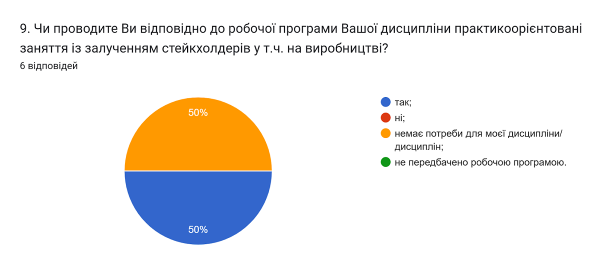 9. Чи проводите Ви відповідно до робочої програми Вашої дисципліни практикоорієнтовані
заняття із залученням стейкхолдерів у т.ч. на виробництві?
6 відповідей
50%
50%
так;
ні;
немає потреби для моєї дисципліни/
дисциплін;
не передбачено робочою програмою.